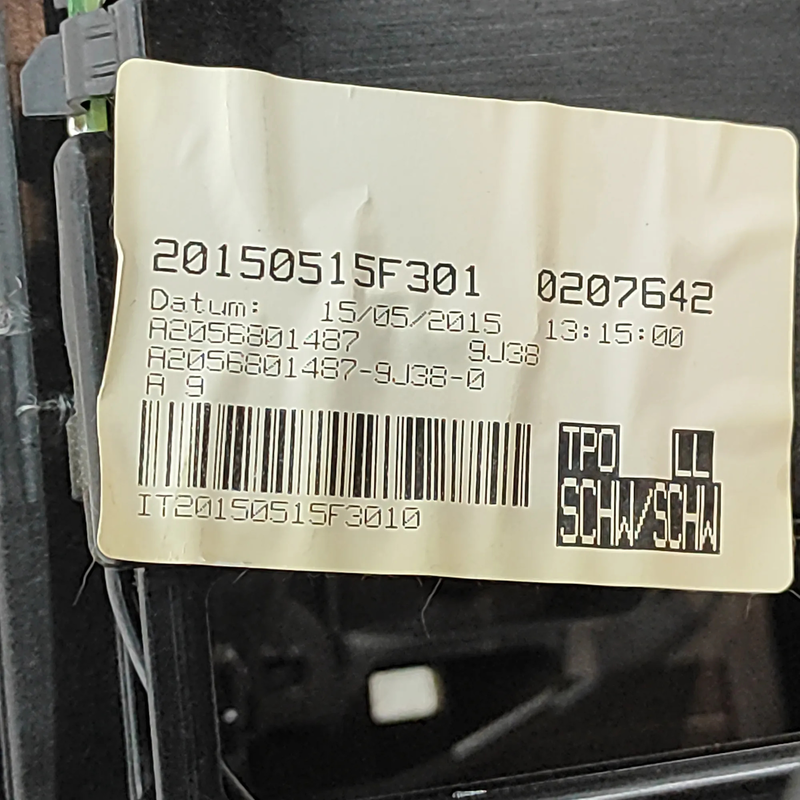 20150515F301 0207642
Datum: 15/05/2015 13:15:00
A2056801487 9J38
A2056801487-9J38-0
A 9
IT20150515F3010
TPO LL
SCHW/SCHW